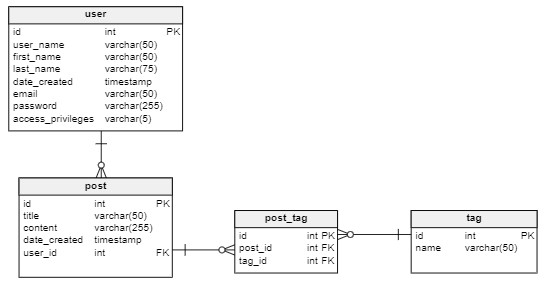 user
id int PK
user_name varchar(50)
first_name varchar(50)
last_name varchar(75)
date_created timestamp
email varchar(50)
password varchar(255)
access_privileges varchar(5)
post
id int PK
title varchar(50)
content varchar(255)
date_created timestamp
user_id int FK
post_tag
id int PK
post_id int FK
tag_id int FK
tag
id int PK
name varchar(50)